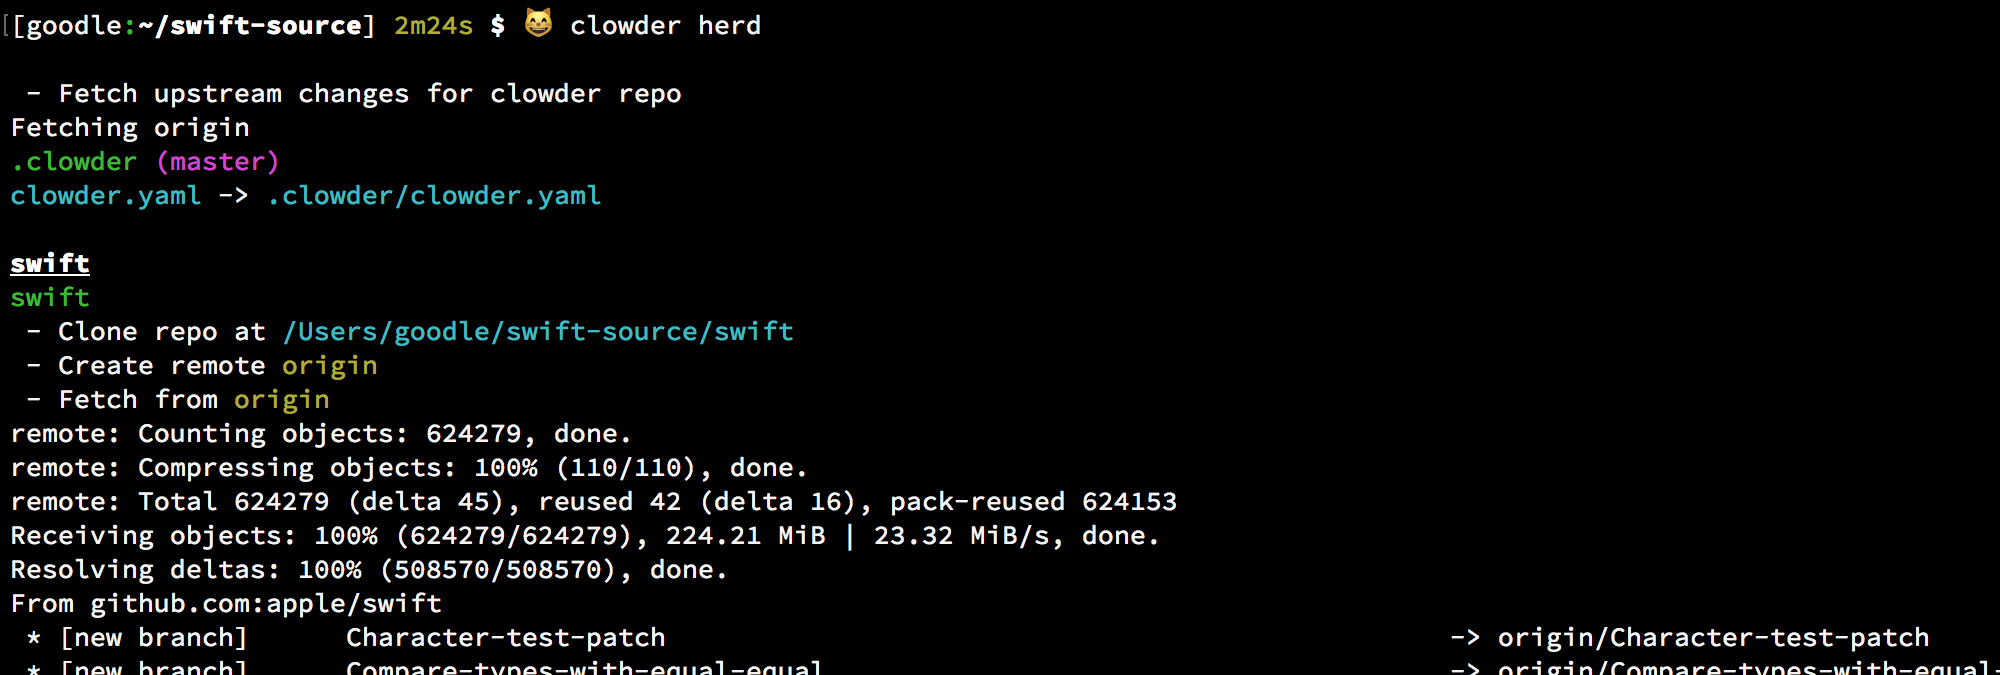 [[goodle:~/swift-source] 2m24s $ 😸 clowder herd
- Fetch upstream changes for clowder repo
Fetching origin
.clowder (master)
clowder.yaml -> .clowder/clowder.yaml
swift
swift
- Clone repo at /Users/goodle/swift-source/swift
- Create remote origin
- Fetch from origin
remote: Counting objects: 624279, done.
remote: Compressing objects: 100% (110/110), done.
remote: Total 624279 (delta 45), reused 42 (delta 16), pack-reused 624153
Receiving objects: 100% (624279/624279), 224.21 MiB | 23.32 MiB/s, done.
Resolving deltas: 100% (508570/508570), done.
From github.com:apple/swift
* [new branch]      Character-test-patch -> origin/Character-test-patch
* [new branch]      Compare-types-with-equal-equal -> origin/Compare-types-with-equal-